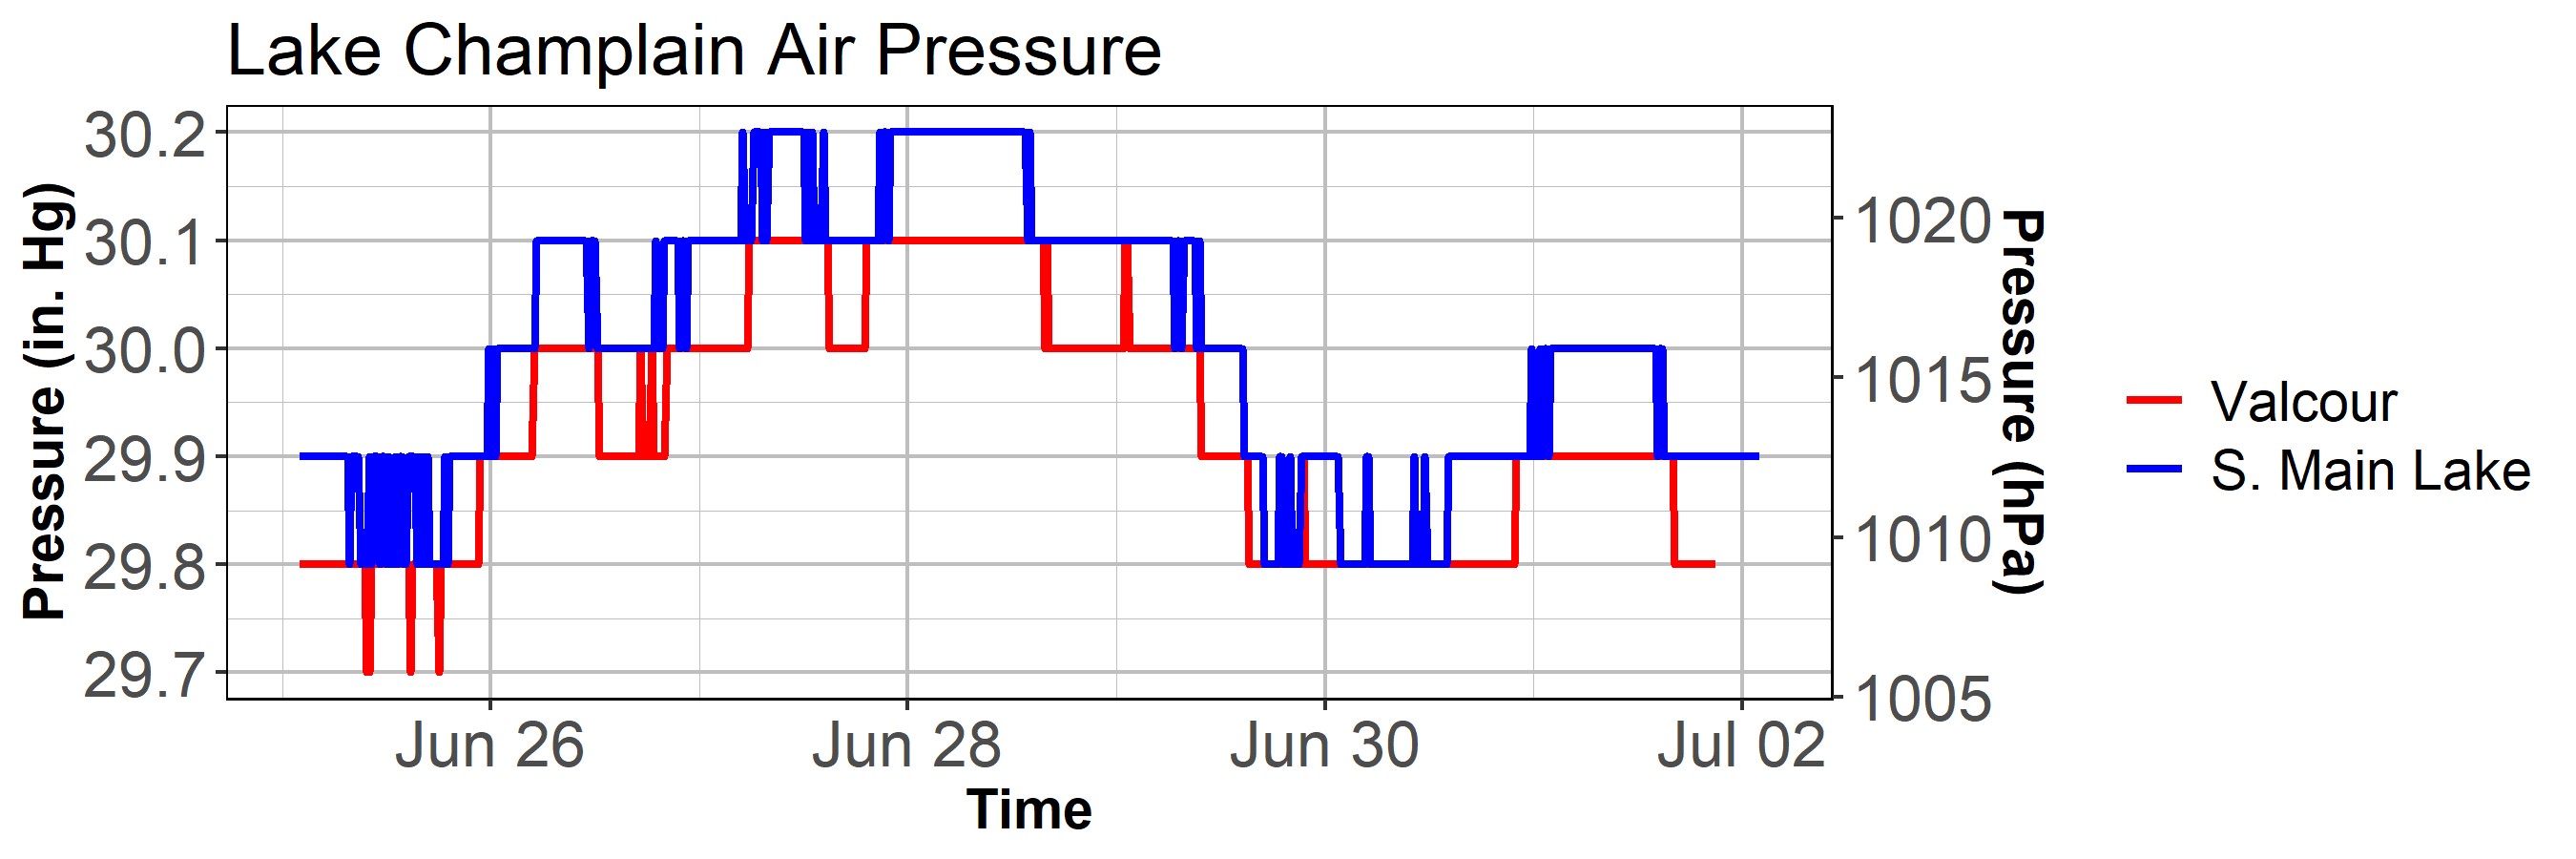 Lake Champlain Air Pressure
30.2
30.1
30.0
29.9
29.8
29.7
Pressure (in. Hg)
1020
1015
1010
1005
Pressure (hPa)
Jun 26
Jun 28
Jun 30
Jul 02
Time
Valcour
S. Main Lake